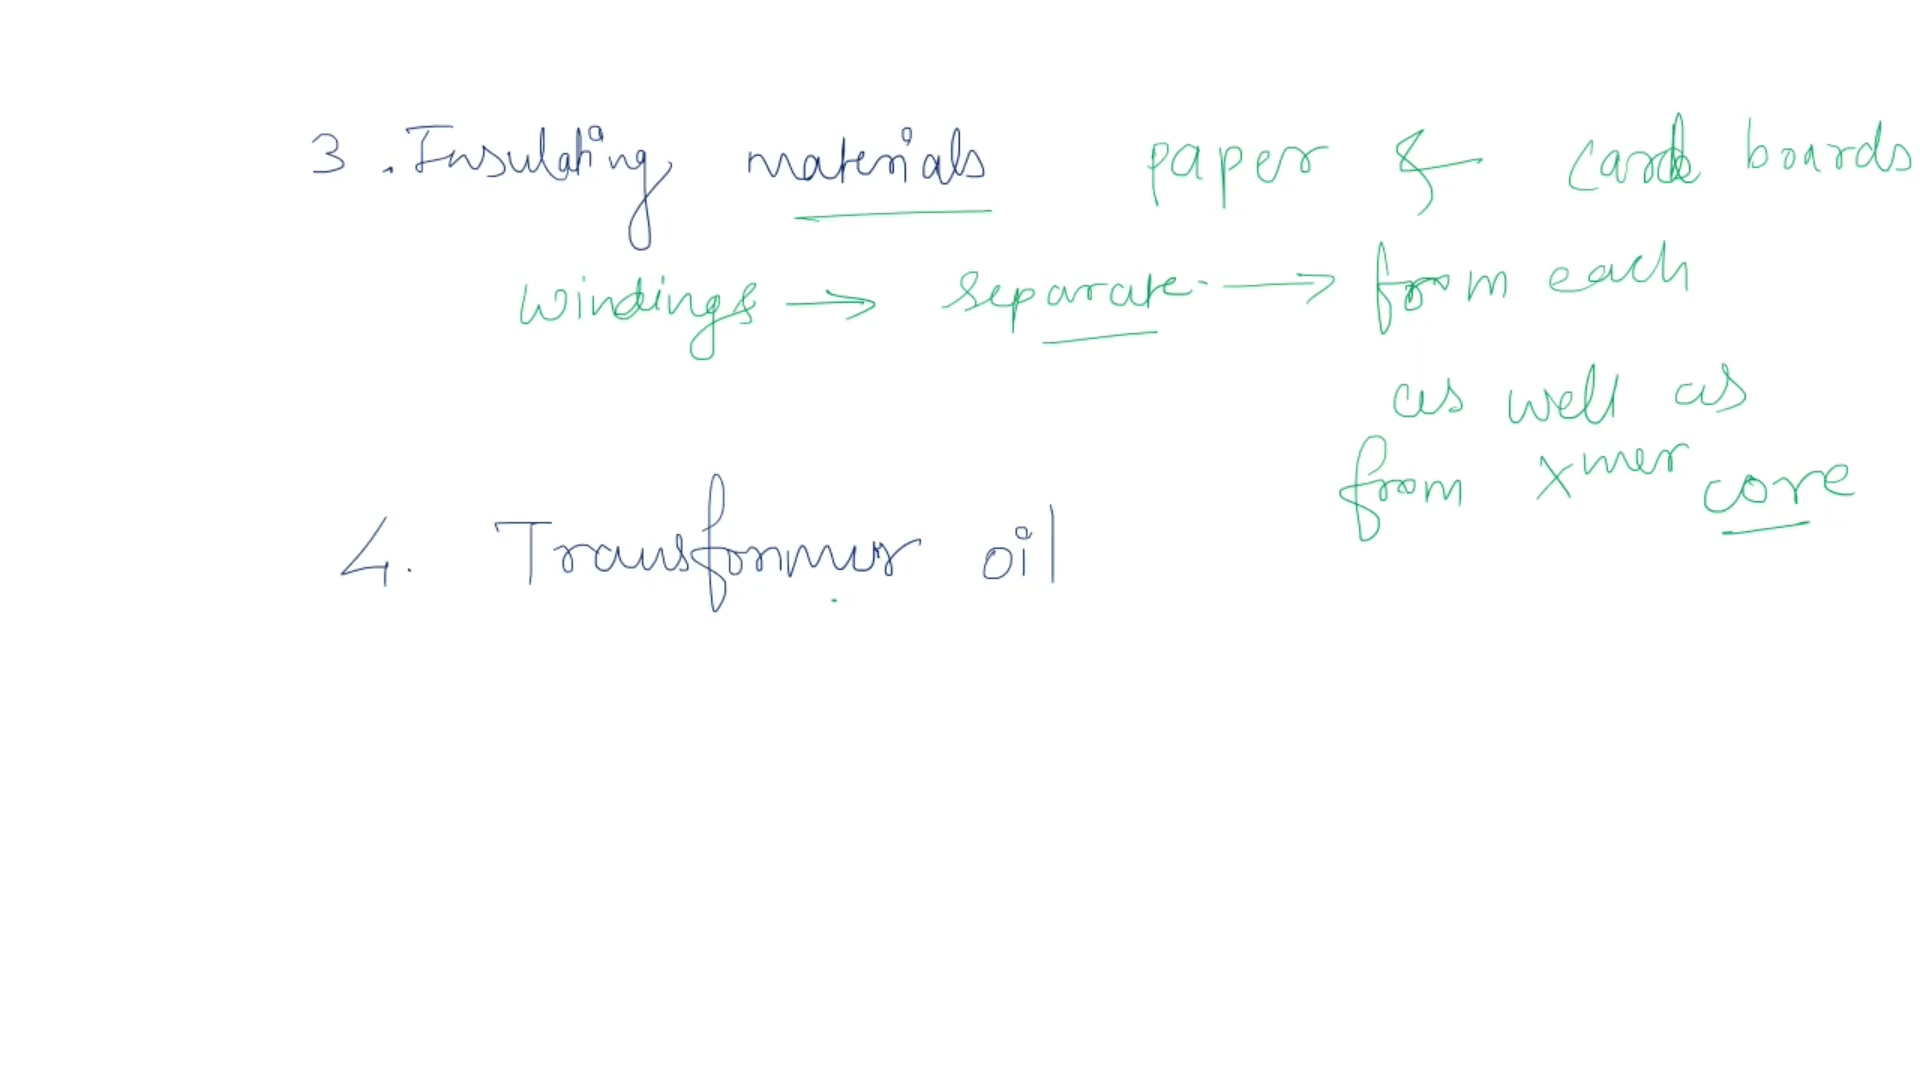 3. Insulating materials paper & card boards
windings → separate → from each
as well as
from xmer core
4. Transformer oil